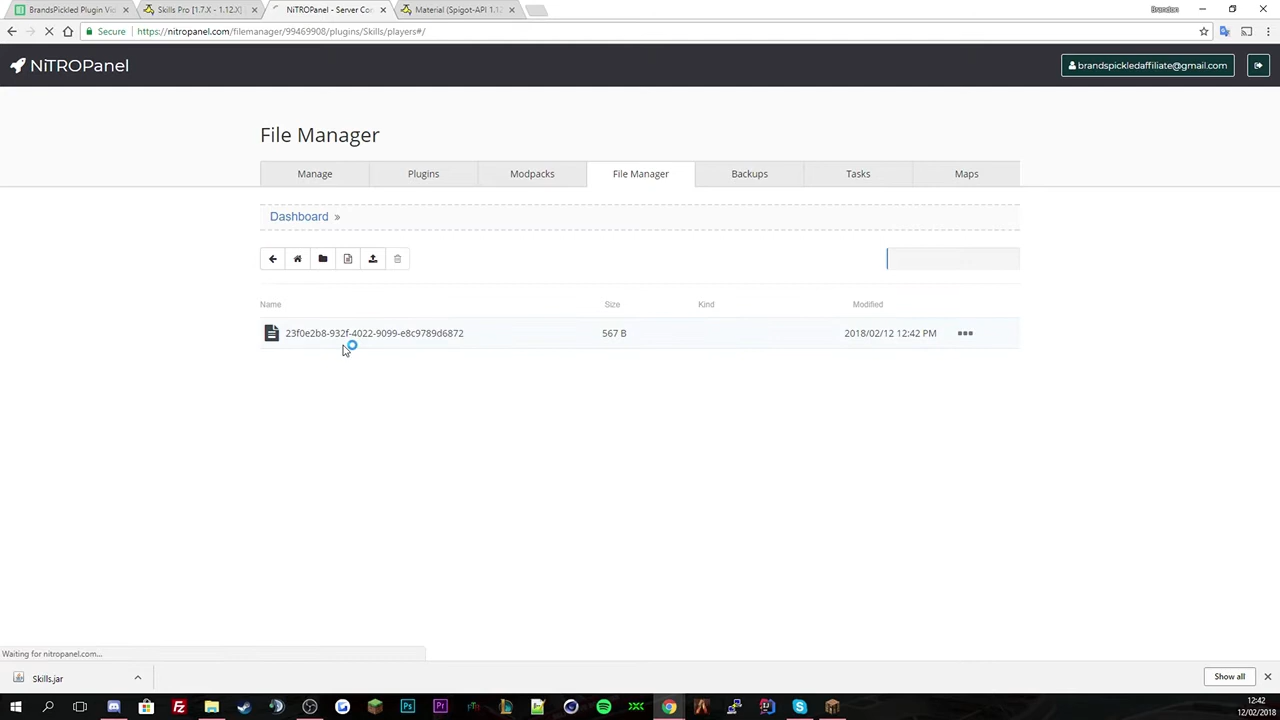 BrandsPickled Plugin Vi
Skills Pro [1.7.X - 1.12.X]
NiTROPanel - Server Con
Material (Spigot-API 1.1
Brandon
Secure
https://nitropanel.com/filemanager/99469908/plugins/Skills/players#/
NiTROPanel
brandspickledaffiliate@gmail.com
File Manager
Manage
Plugins
Modpacks
File Manager
Backups
Tasks
Maps
Dashboard »
Name
Size
Kind
Modified
23f0e2b8-932f-4022-9099-e8c9789d6872
567 B
2018/02/12 12:42 PM
Waiting for nitropanel.com...
Skills.jar
Show all
12:42
12/02/2018